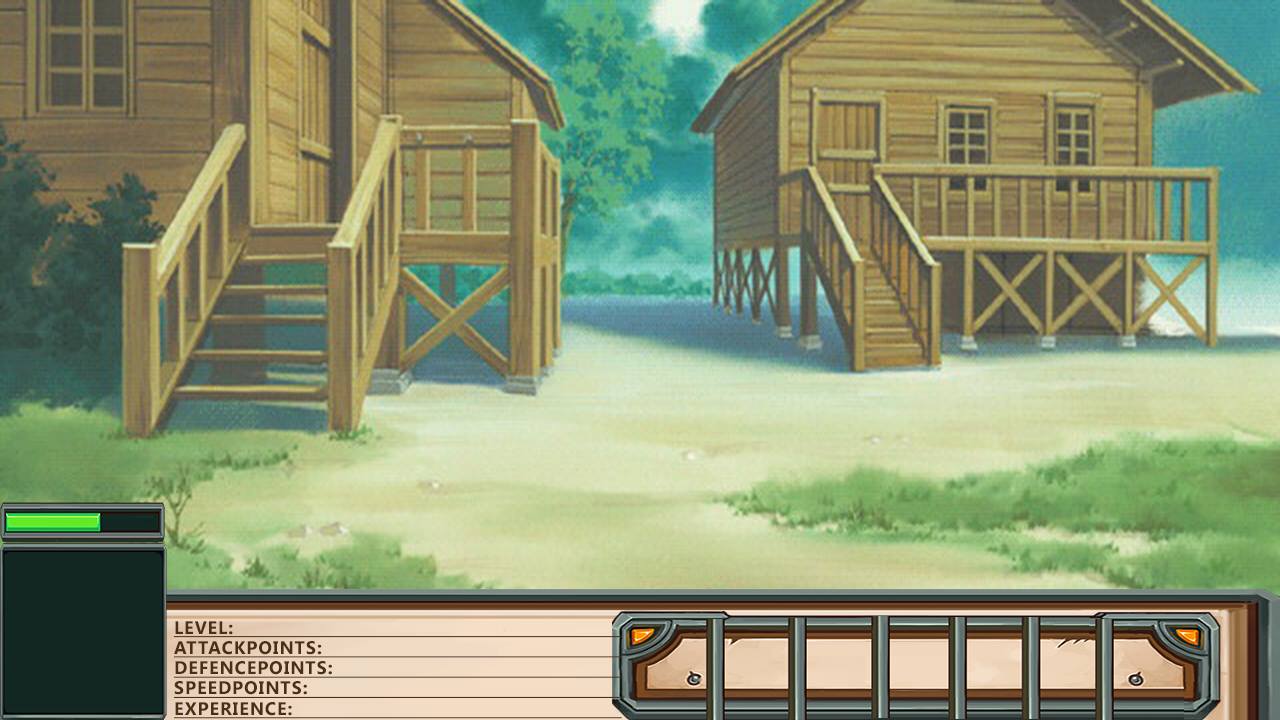 LEVEL:
ATTACKPOINTS:
DEFENCEPOINTS:
SPEEDPOINTS:
EXPERIENCE: